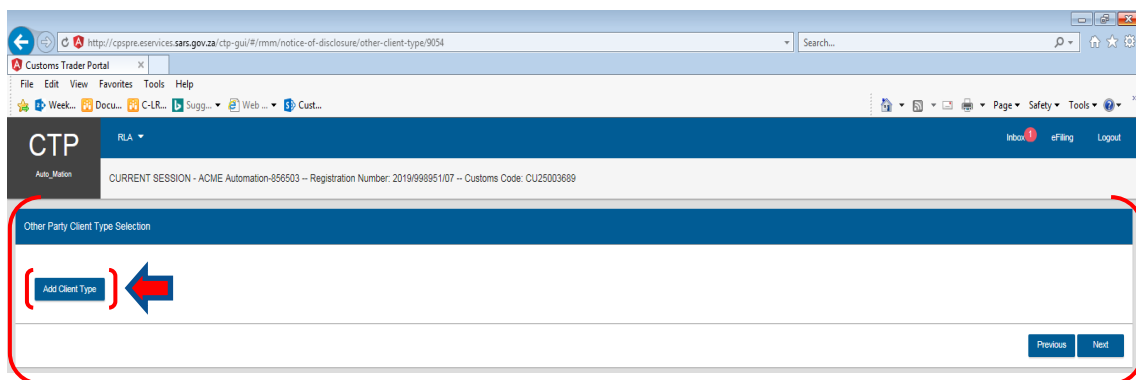 http://cpspre.eservices.sars.gov.za/ctp-gui/#/rmm/notice-of-disclosure/other-client-type/9054
Search...
Customs Trader Portal
File Edit View Favorites Tools Help
Week... Docu... C-LR... Sugg... Web ... Cust...
Page Safety Tools
CTP
RLA
Inbox 1 eFiling Logout
Auto_Mation
CURRENT SESSION - ACME Automation-856503 -- Registration Number: 2019/998951/07 -- Customs Code: CU25003689
Other Party Client Type Selection
Add Client Type
Previous Next